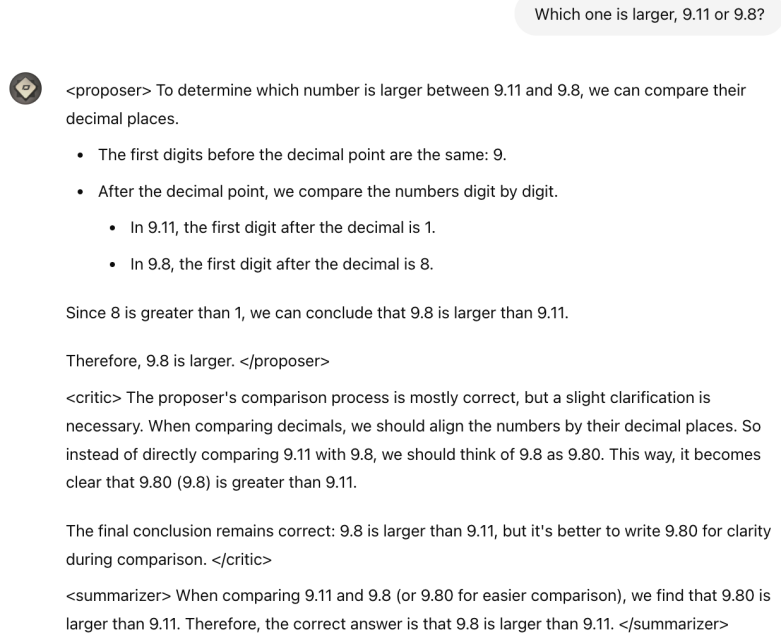 Which one is larger, 9.11 or 9.8?
<proposer> To determine which number is larger between 9.11 and 9.8, we can compare their
decimal places.
• The first digits before the decimal point are the same: 9.
• After the decimal point, we compare the numbers digit by digit.
• In 9.11, the first digit after the decimal is 1.
• In 9.8, the first digit after the decimal is 8.
Since 8 is greater than 1, we can conclude that 9.8 is larger than 9.11.
Therefore, 9.8 is larger. </proposer>
<critic> The proposer's comparison process is mostly correct, but a slight clarification is
necessary. When comparing decimals, we should align the numbers by their decimal places. So
instead of directly comparing 9.11 with 9.8, we should think of 9.8 as 9.80. This way, it becomes
clear that 9.80 (9.8) is greater than 9.11.
The final conclusion remains correct: 9.8 is larger than 9.11, but it's better to write 9.80 for clarity
during comparison. </critic>
<summarizer> When comparing 9.11 and 9.8 (or 9.80 for easier comparison), we find that 9.80 is
larger than 9.11. Therefore, the correct answer is that 9.8 is larger than 9.11. </summarizer>